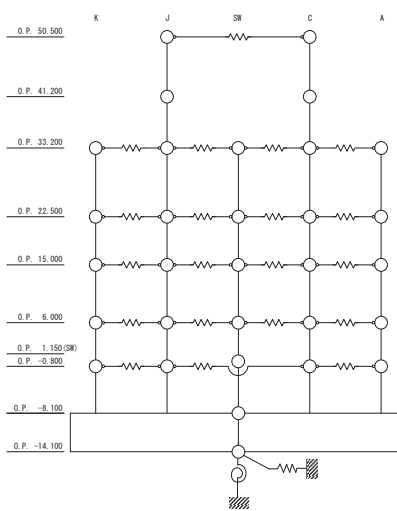 K J SW C A
O.P. 50.500
O.P. 41.200
O.P. 33.200
O.P. 22.500
O.P. 15.000
O.P. 6.000
O.P. 1.150(SW)
O.P. -0.800
O.P. -8.100
O.P. -14.100